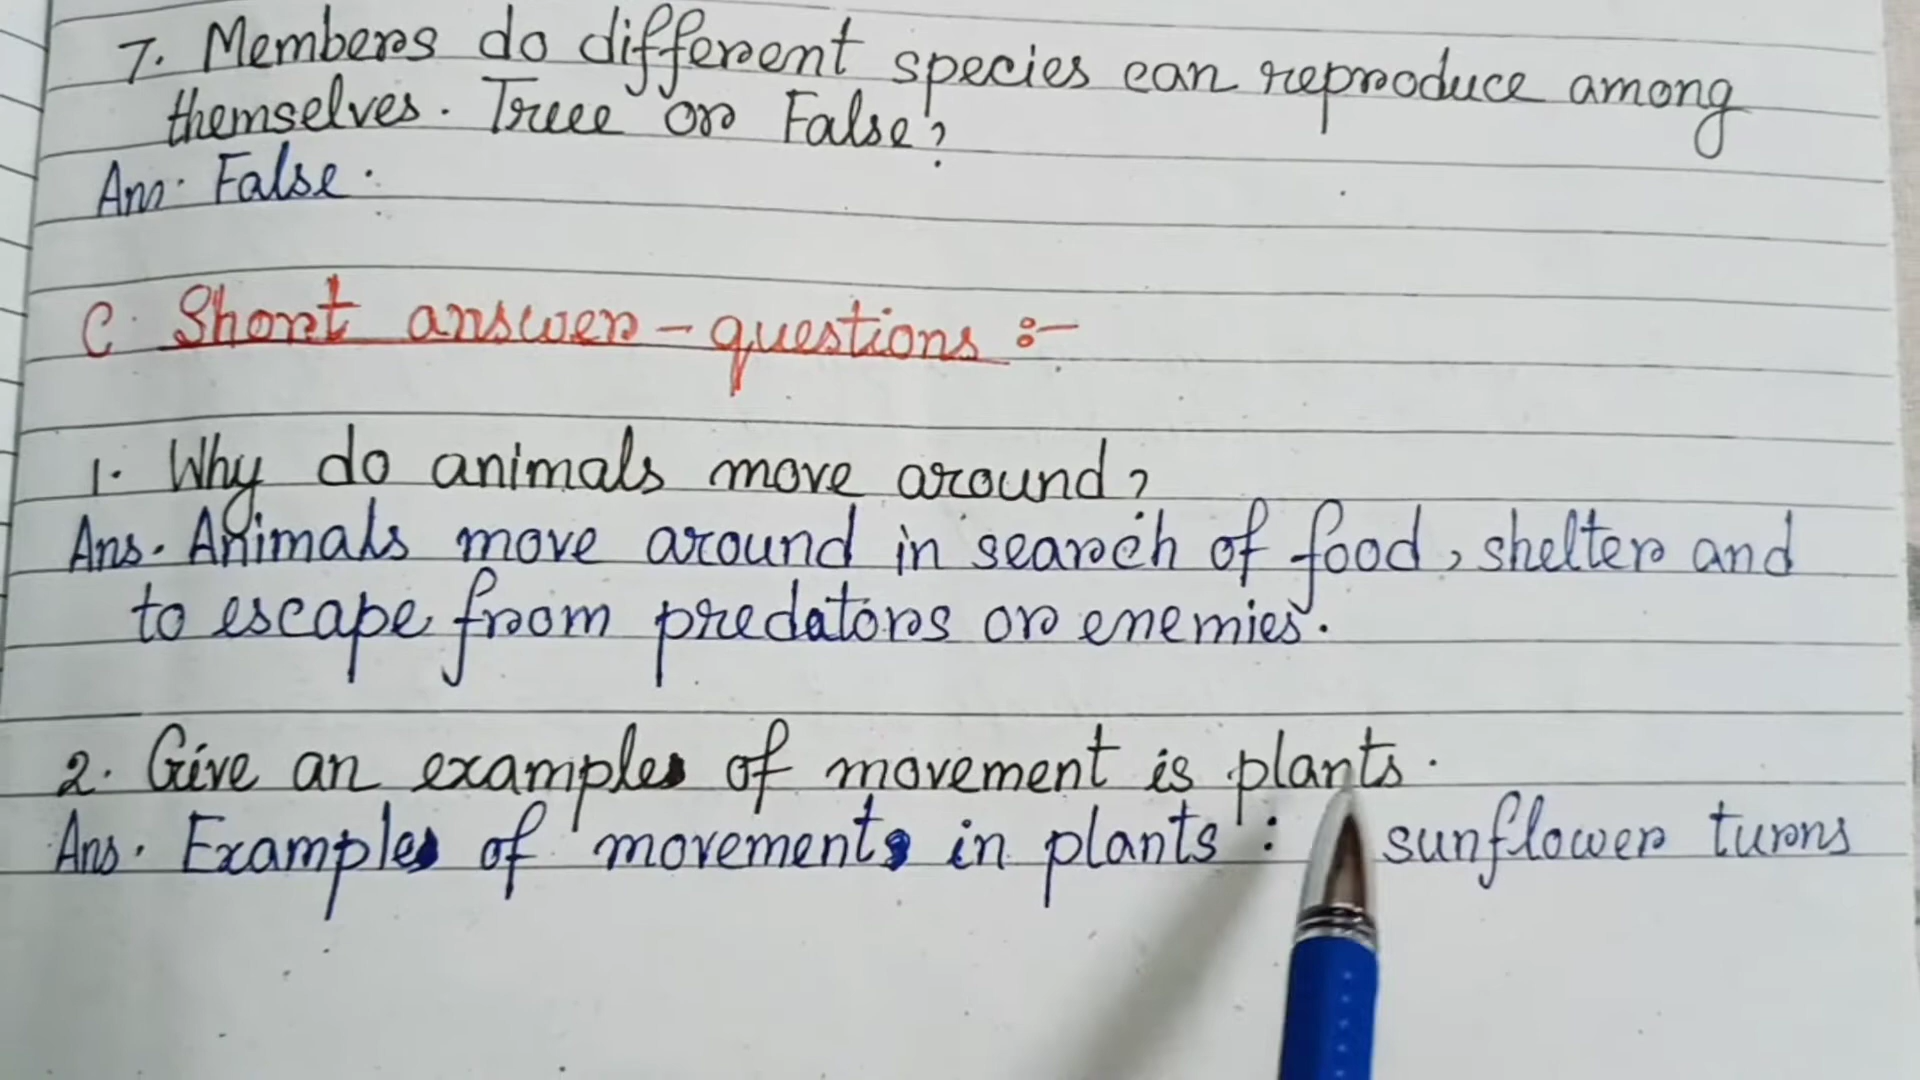 7. Members do different species can reproduce among
themselves. True or False?
Ans. False.
C. Short answer-questions :-
1. Why do animals move around?
Ans. Animals move around in search of food, shelter and
to escape from predators or enemies.
2. Give an examples of movement is plants.
Ans. Examples of movements in plants : sunflower turns